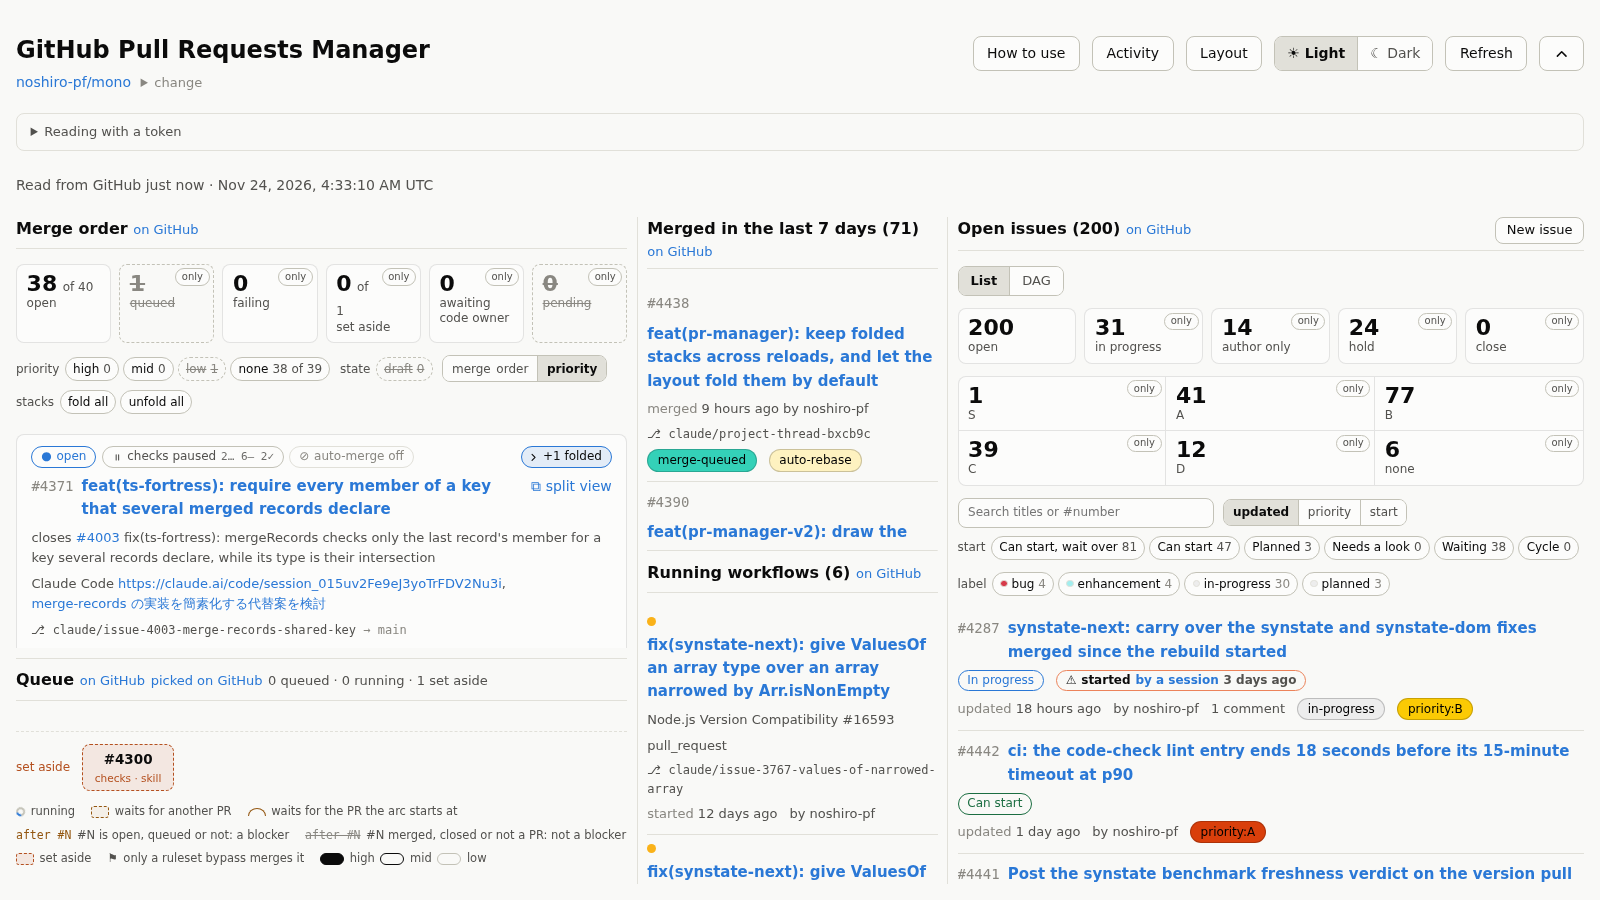 GitHub Pull Requests Manager
How to use
Activity
Layout
☀ Light
☾ Dark
Refresh
noshiro-pf/mono ▶ change
▶ Reading with a token
Read from GitHub just now · Nov 24, 2026, 4:33:10 AM UTC
Merge order on GitHub
38 of 40
open
1 only
queued
0 only
failing
0 of 1 only
set aside
0 only
awaiting
code owner
0 only
pending
priority high 0 mid 0 low 1 none 38 of 39 state draft 0 merge order priority
stacks fold all unfold all
open checks paused 2… 6— 2✓ ⊘ auto-merge off +1 folded
#4371 feat(ts-fortress): require every member of a key
that several merged records declare
split view
closes #4003 fix(ts-fortress): mergeRecords checks only the last record's member for a
key several records declare, while its type is their intersection
Claude Code https://claude.ai/code/session_015uv2Fe9eJ3yoTrFDV2Nu3i,
merge-records の実装を簡素化する代替案を検討
claude/issue-4003-merge-records-shared-key → main
Queue on GitHub picked on GitHub 0 queued · 0 running · 1 set aside
set aside
#4300
checks · skill
running waits for another PR waits for the PR the arc starts at
after #N #N is open, queued or not: a blocker after #N #N merged, closed or not a PR: not a blocker
set aside ⚑ only a ruleset bypass merges it high mid low
Merged in the last 7 days (71)
on GitHub
#4438
feat(pr-manager): keep folded
stacks across reloads, and let the
layout fold them by default
merged 9 hours ago by noshiro-pf
claude/project-thread-bxcb9c
merge-queued auto-rebase
#4390
feat(pr-manager-v2): draw the
Running workflows (6) on GitHub
fix(synstate-next): give ValuesOf
an array type over an array
narrowed by Arr.isNonEmpty
Node.js Version Compatibility #16593
pull_request
claude/issue-3767-values-of-narrowed-
array
started 12 days ago by noshiro-pf
fix(synstate-next): give ValuesOf
Open issues (200) on GitHub
New issue
List DAG
200
open
31 only
in progress
14 only
author only
24 only
hold
0 only
close
1 only
S
41 only
A
77 only
B
39 only
C
12 only
D
6 only
none
Search titles or #number
updated priority start
start Can start, wait over 81 Can start 47 Planned 3 Needs a look 0 Waiting 38 Cycle 0
label bug 4 enhancement 4 in-progress 30 planned 3
#4287 synstate-next: carry over the synstate and synstate-dom fixes
merged since the rebuild started
In progress ⚠ started by a session 3 days ago
updated 18 hours ago by noshiro-pf 1 comment in-progress priority:B
#4442 ci: the code-check lint entry ends 18 seconds before its 15-minute
timeout at p90
Can start
updated 1 day ago by noshiro-pf priority:A
#4441 Post the synstate benchmark freshness verdict on the version pull